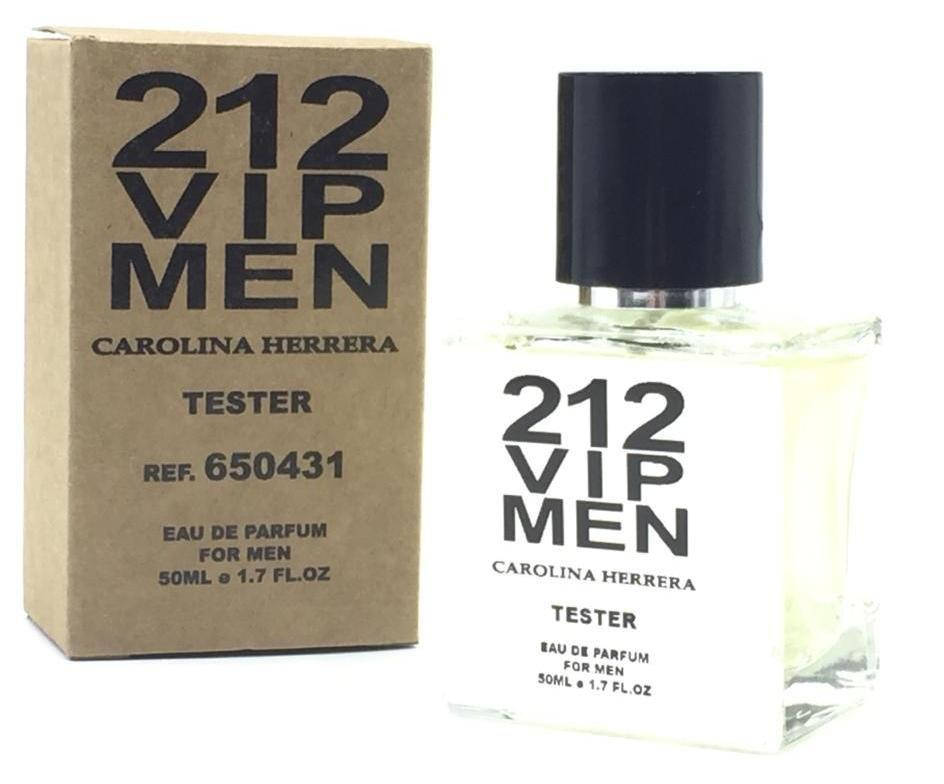 212
VIP
MEN
CAROLINA HERRERA
TESTER
REF. 650431
EAU DE PARFUM
FOR MEN
50ML e 1.7 FL.OZ
212
VIP
MEN
CAROLINA HERRERA
TESTER
EAU DE PARFUM
FOR MEN
50ML e 1.7 FL.OZ